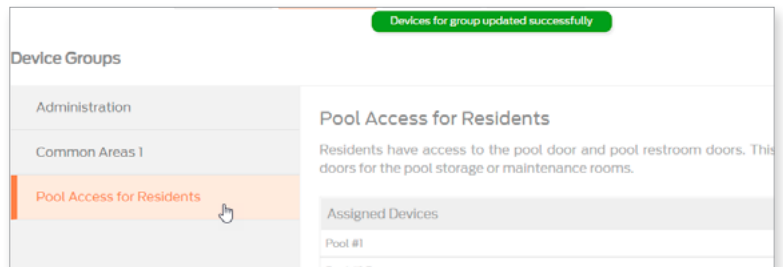 Devices for group updated successfully
Device Groups
Administration
Common Areas 1
Pool Access for Residents
Pool Access for Residents
Residents have access to the pool door and pool restroom doors. This
doors for the pool storage or maintenance rooms.
Assigned Devices
Pool #1